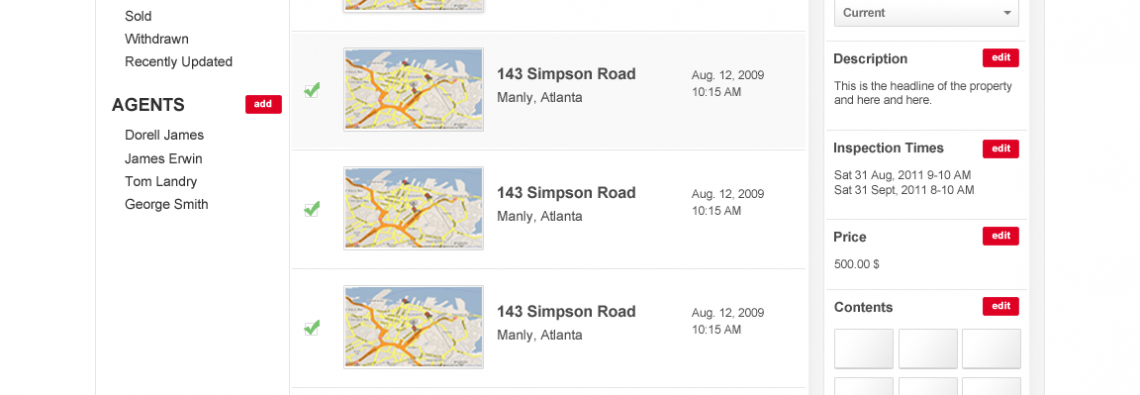 Sold
Withdrawn
Recently Updated
AGENTS
add
Dorell James
James Erwin
Tom Landry
George Smith
143 Simpson Road
Manly, Atlanta
Aug. 12, 2009
10:15 AM
143 Simpson Road
Manly, Atlanta
Aug. 12, 2009
10:15 AM
143 Simpson Road
Manly, Atlanta
Aug. 12, 2009
10:15 AM
Current
Description
edit
This is the headline of the property
and here and here.
Inspection Times
edit
Sat 31 Aug, 2011 9-10 AM
Sat 31 Sept, 2011 8-10 AM
Price
edit
500.00 $
Contents
edit